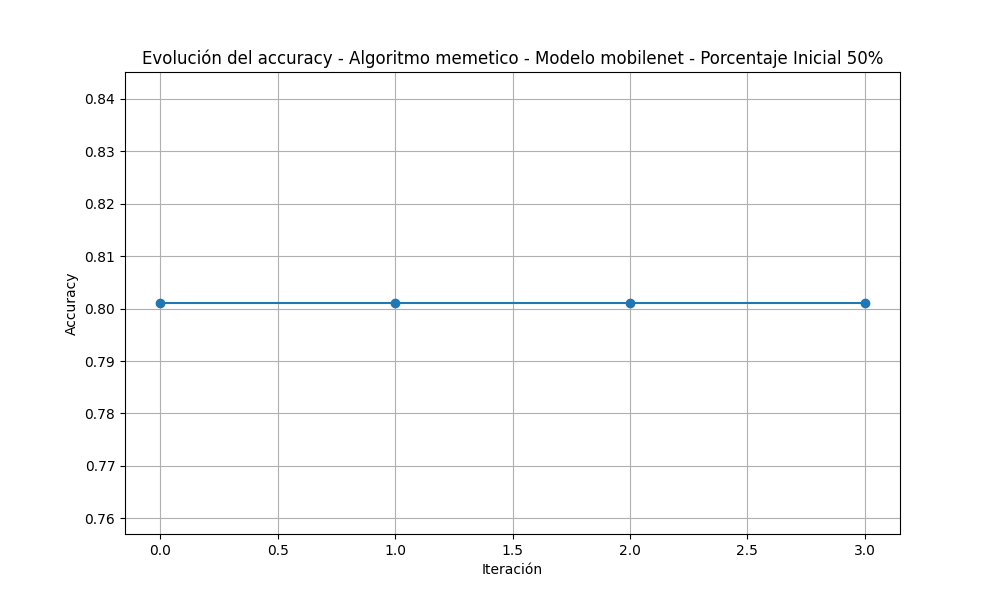 Evolución del accuracy - Algoritmo memetico - Modelo mobilenet - Porcentaje Inicial 50%
0.84
0.83
0.82
0.81
0.80
0.79
0.78
0.77
0.76
Accuracy
0.0 0.5 1.0 1.5 2.0 2.5 3.0
Iteración